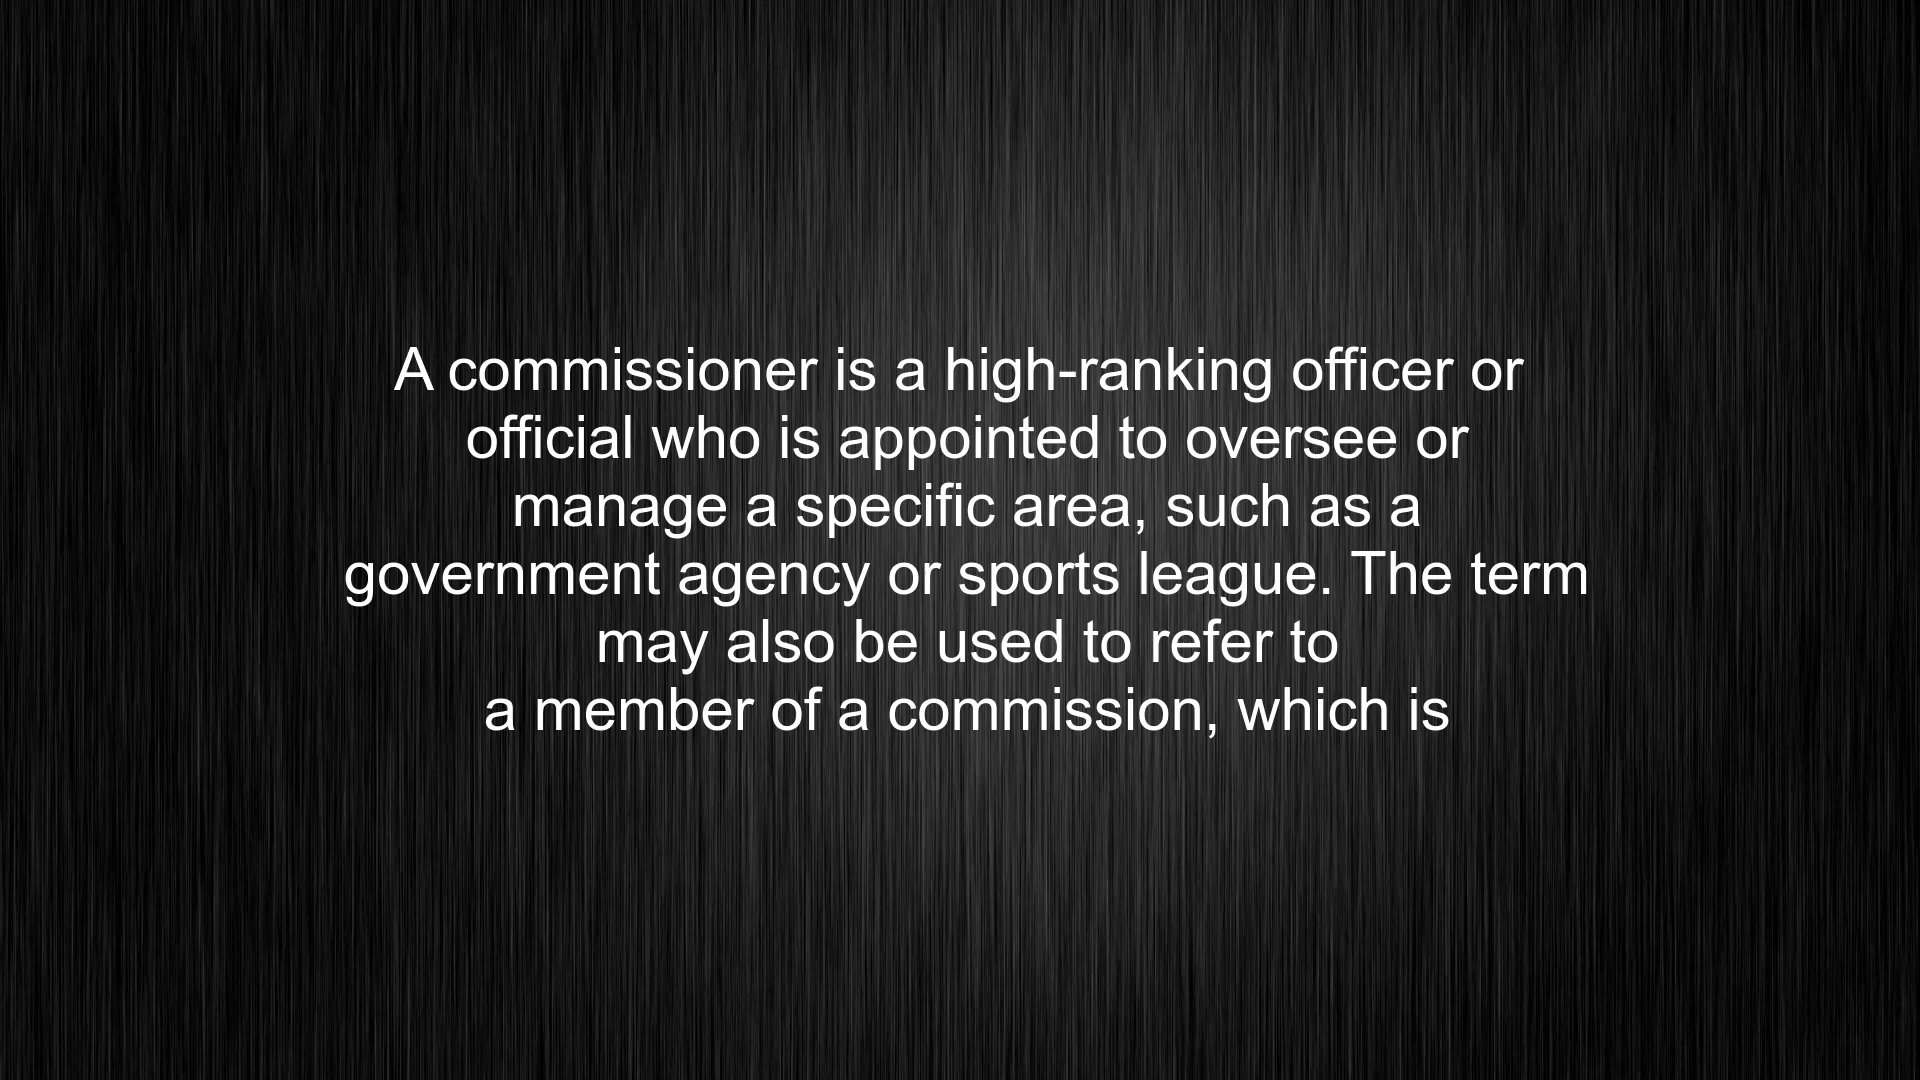 A commissioner is a high-ranking officer or
official who is appointed to oversee or
manage a specific area, such as a
government agency or sports league. The term
may also be used to refer to
a member of a commission, which is